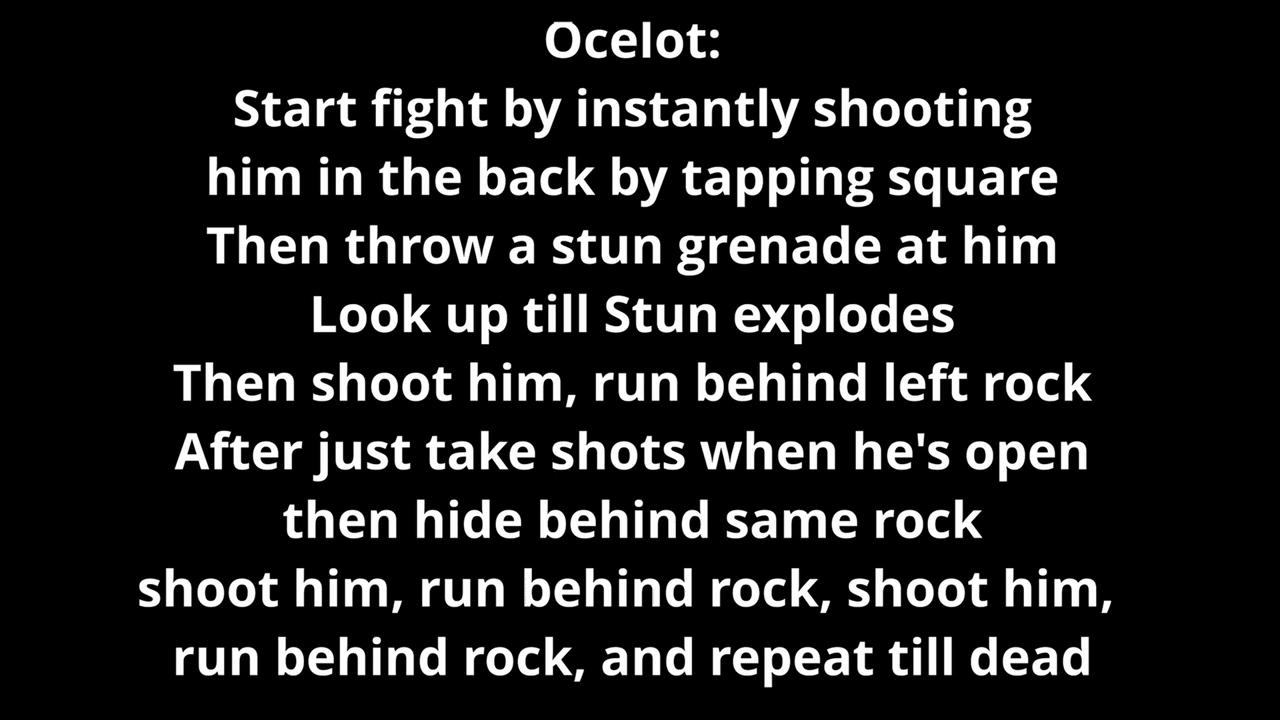 Ocelot:
Start fight by instantly shooting
him in the back by tapping square
Then throw a stun grenade at him
Look up till Stun explodes
Then shoot him, run behind left rock
After just take shots when he's open
then hide behind same rock
shoot him, run behind rock, shoot him,
run behind rock, and repeat till dead